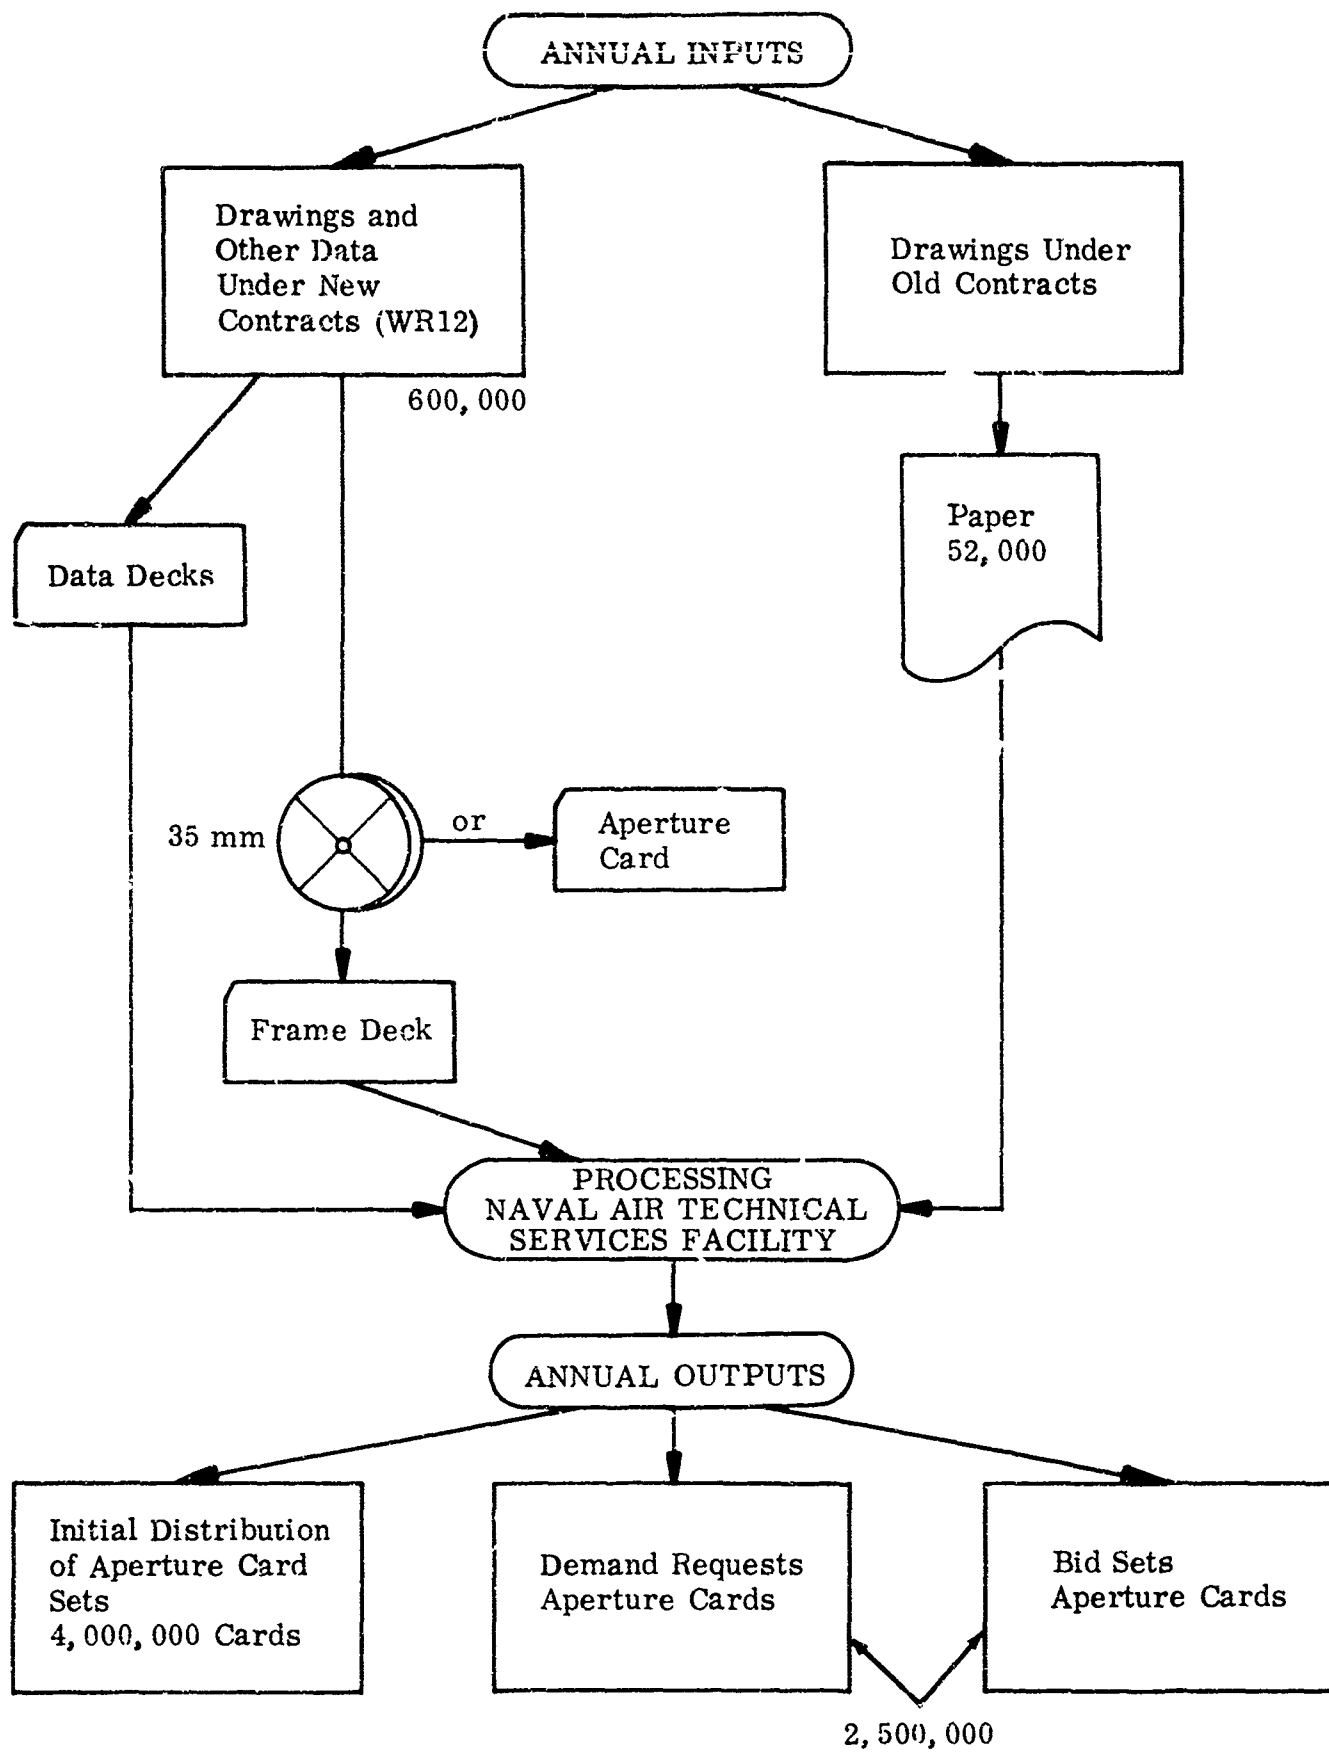 ANNUAL INPUTS
Drawings and
Other Data
Under New
Contracts (WR12)
600,000
Drawings Under
Old Contracts
Paper
52,000
Data Decks
35 mm
or
Aperture
Card
Frame Deck
PROCESSING
NAVAL AIR TECHNICAL
SERVICES FACILITY
ANNUAL OUTPUTS
Initial Distribution
of Aperture Card
Sets
4,000,000 Cards
Demand Requests
Aperture Cards
Bid Sets
Aperture Cards
2,500,000